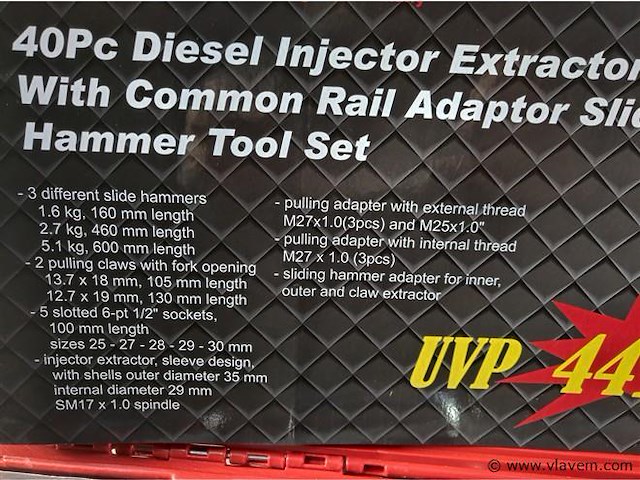 40Pc Diesel Injector Extractor
With Common Rail Adaptor
Hammer Tool Set
- 3 different slide hammers
1.6 kg, 160 mm length
2.7 kg, 460 mm length
5.1 kg, 600 mm length
- 2 pulling claws with fork opening
13.7 x 18 mm, 105 mm length
12.7 x 19 mm, 130 mm length
- 5 slotted 6-pt 1/2" sockets,
100 mm length
sizes 25 - 27 - 28 - 29 - 30 mm
- injector extractor, sleeve design,
with shells outer diameter 35 mm
internal diameter 29 mm
SM17 x 1.0 spindle
- pulling adapter with external thread
M27x1.0(3pcs) and M25x1.0"
- pulling adapter with internal thread
M27 x 1.0 (3pcs)
- sliding hammer adapter for inner,
outer and claw extractor
UVP 44
© www.vlavem.com